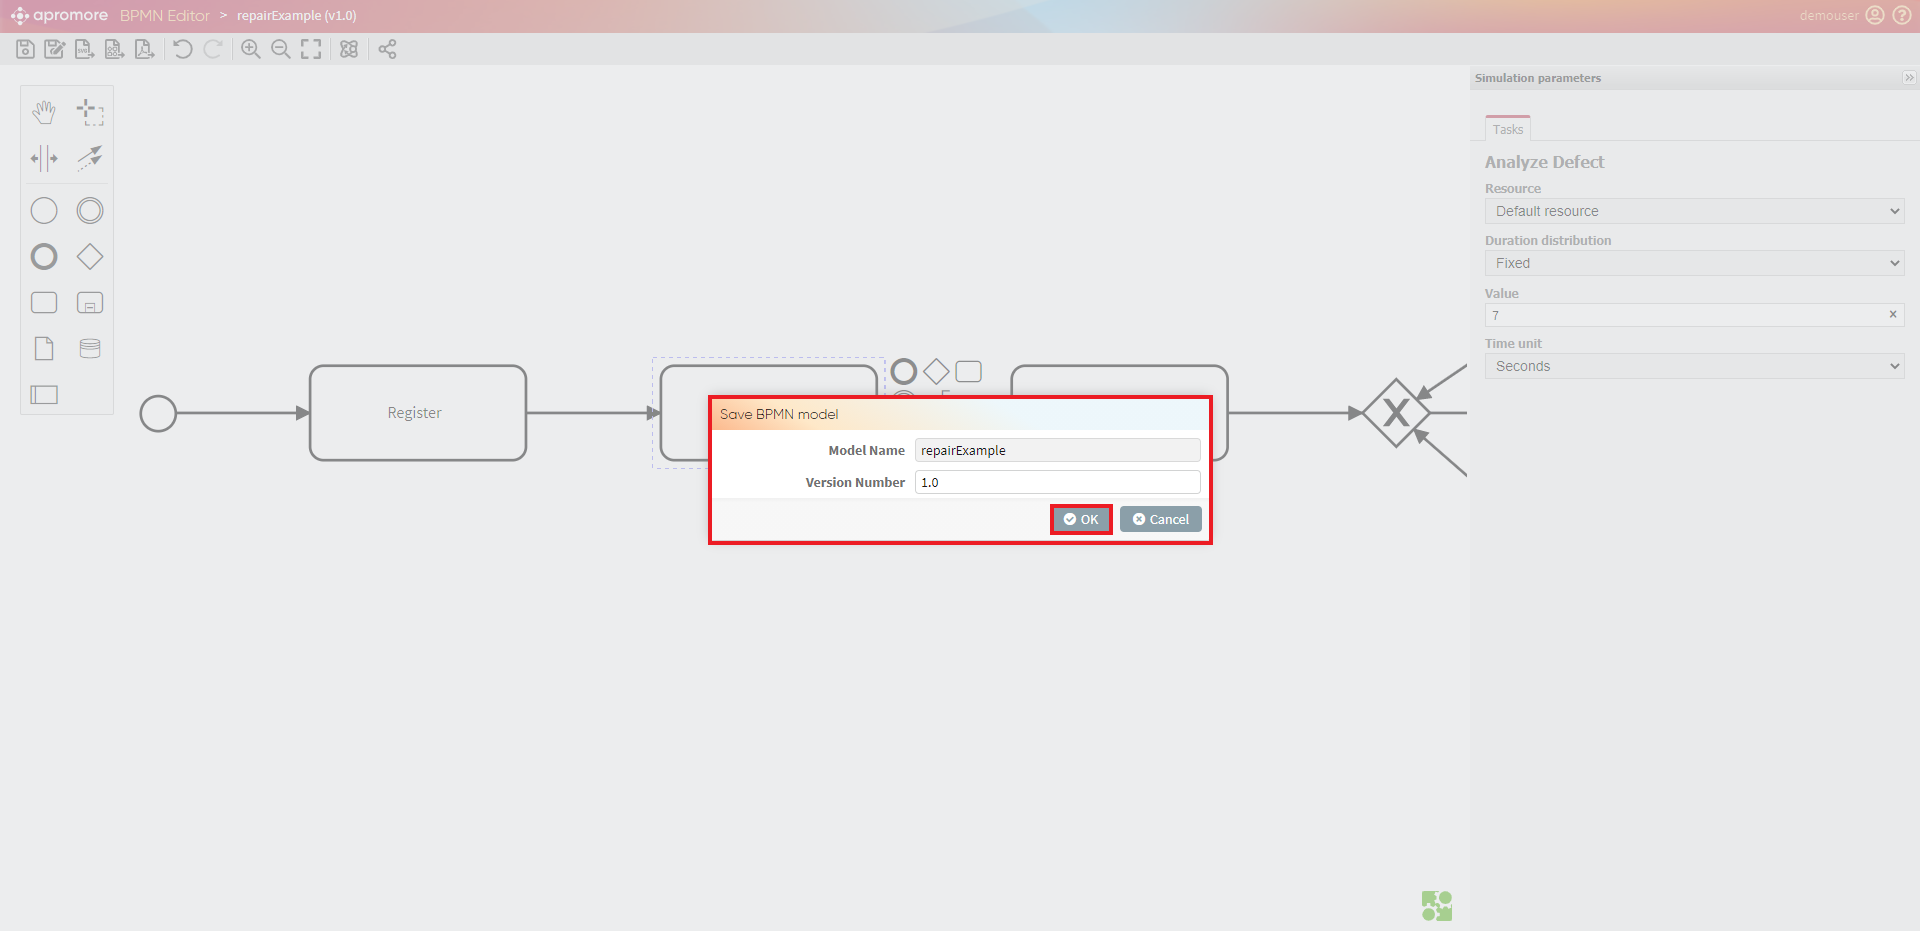 apromore BPMN Editor > repairExample (v1.0)
demouser
Simulation parameters
Tasks
Analyze Defect
Resource
Default resource
Duration distribution
Fixed
Value
7
Time unit
Seconds
Register
X
Save BPMN model
Model Name repairExample
Version Number 1.0
OK Cancel